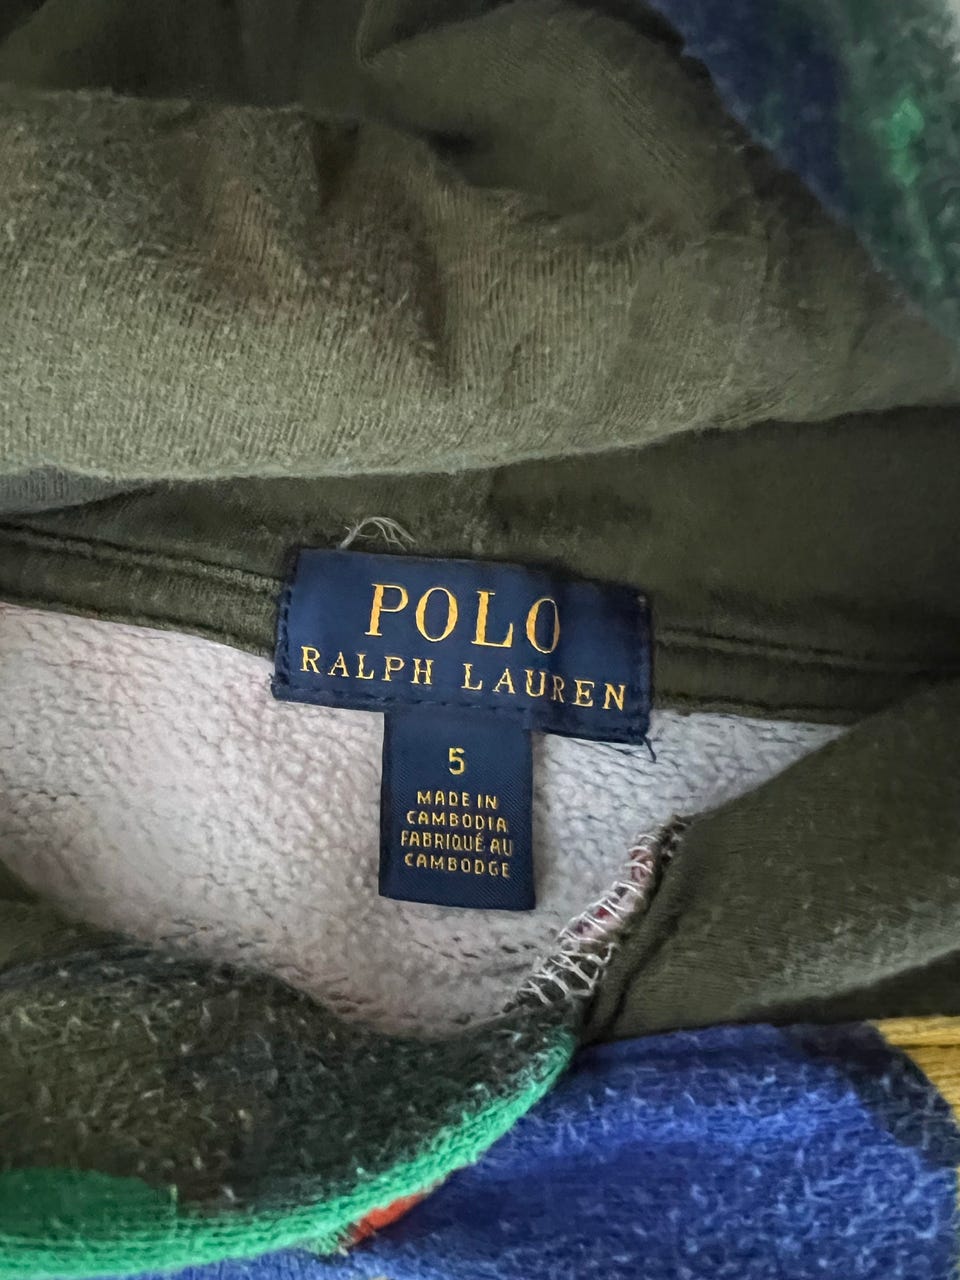 POLO
RALPH LAUREN
5
MADE IN
CAMBODIA
FABRIQUÉ AU
CAMBODGE